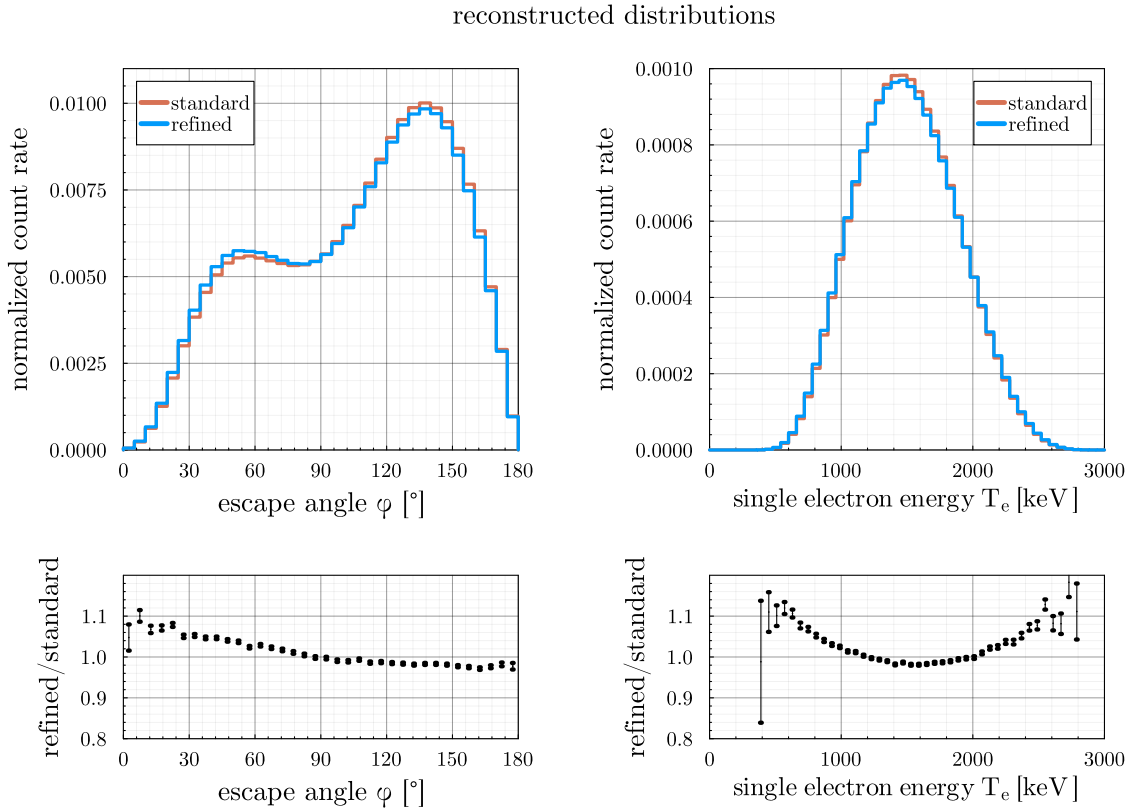 reconstructed distributions
normalized count rate
0.0100
0.0075
0.0050
0.0025
0.0000
standard
refined
0 30 60 90 120 150 180
escape angle φ [°]
normalized count rate
0.0010
0.0008
0.0006
0.0004
0.0002
0.0000
standard
refined
0 1000 2000 3000
single electron energy Tₑ [keV]
refined/standard
1.1
1.0
0.9
0.8
0 30 60 90 120 150 180
escape angle φ [°]
refined/standard
1.1
1.0
0.9
0.8
0 1000 2000 3000
single electron energy Tₑ [keV]